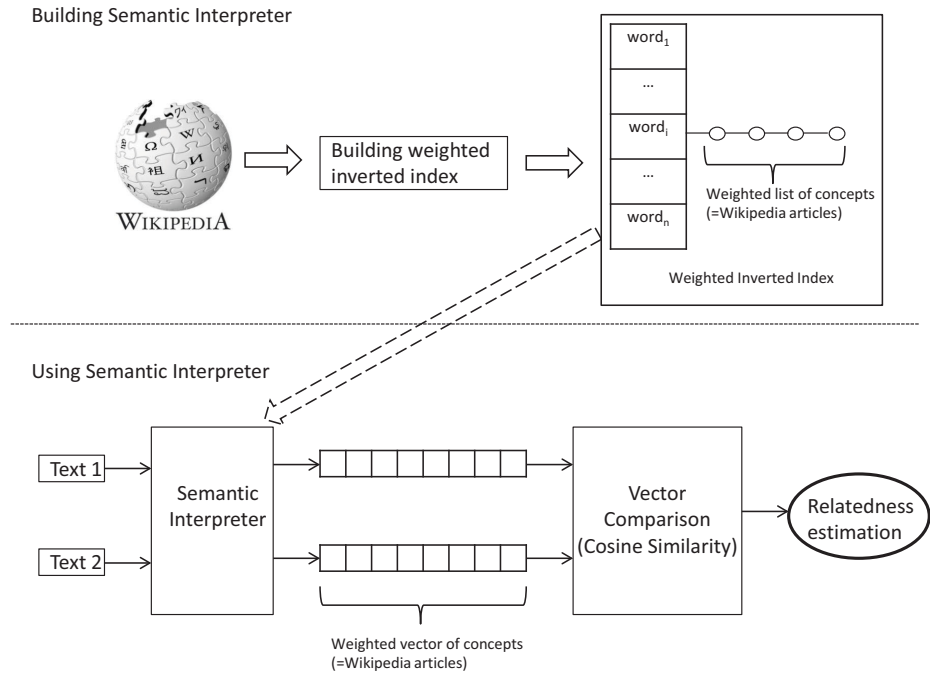 Building Semantic Interpreter
word₁
...
wordᵢ
...
wordₙ
Ω
W
И
祖
WIKIPEDIA
Building weighted
inverted index
Weighted list of concepts
(=Wikipedia articles)
Weighted Inverted Index
Using Semantic Interpreter
Text 1
Text 2
Semantic
Interpreter
Weighted vector of concepts
(=Wikipedia articles)
Vector
Comparison
(Cosine Similarity)
Relatedness
estimation